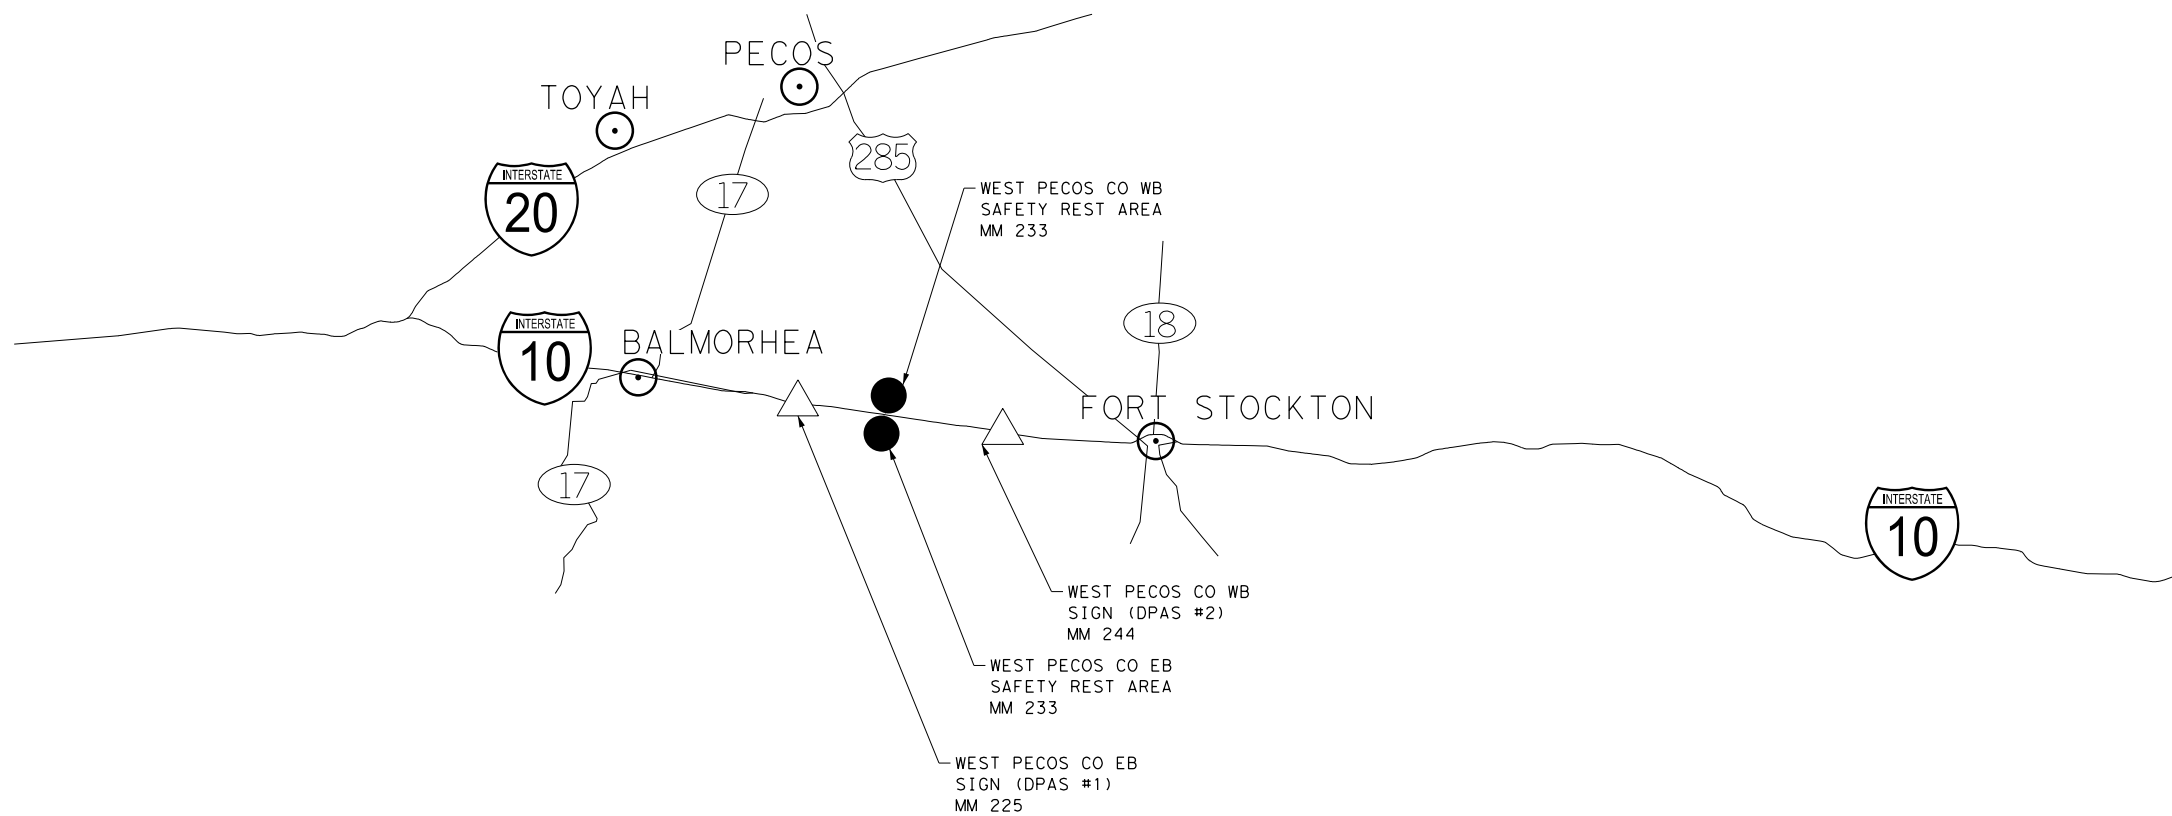 PECOS
TOYAH
285
INTERSTATE
20
17
WEST PECOS CO WB
SAFETY REST AREA
MM 233
INTERSTATE
10
BALMORHEA
18
FORT STOCKTON
17
INTERSTATE
10
WEST PECOS CO WB
SIGN (DPAS #2)
MM 244
WEST PECOS CO EB
SAFETY REST AREA
MM 233
WEST PECOS CO EB
SIGN (DPAS #1)
MM 225